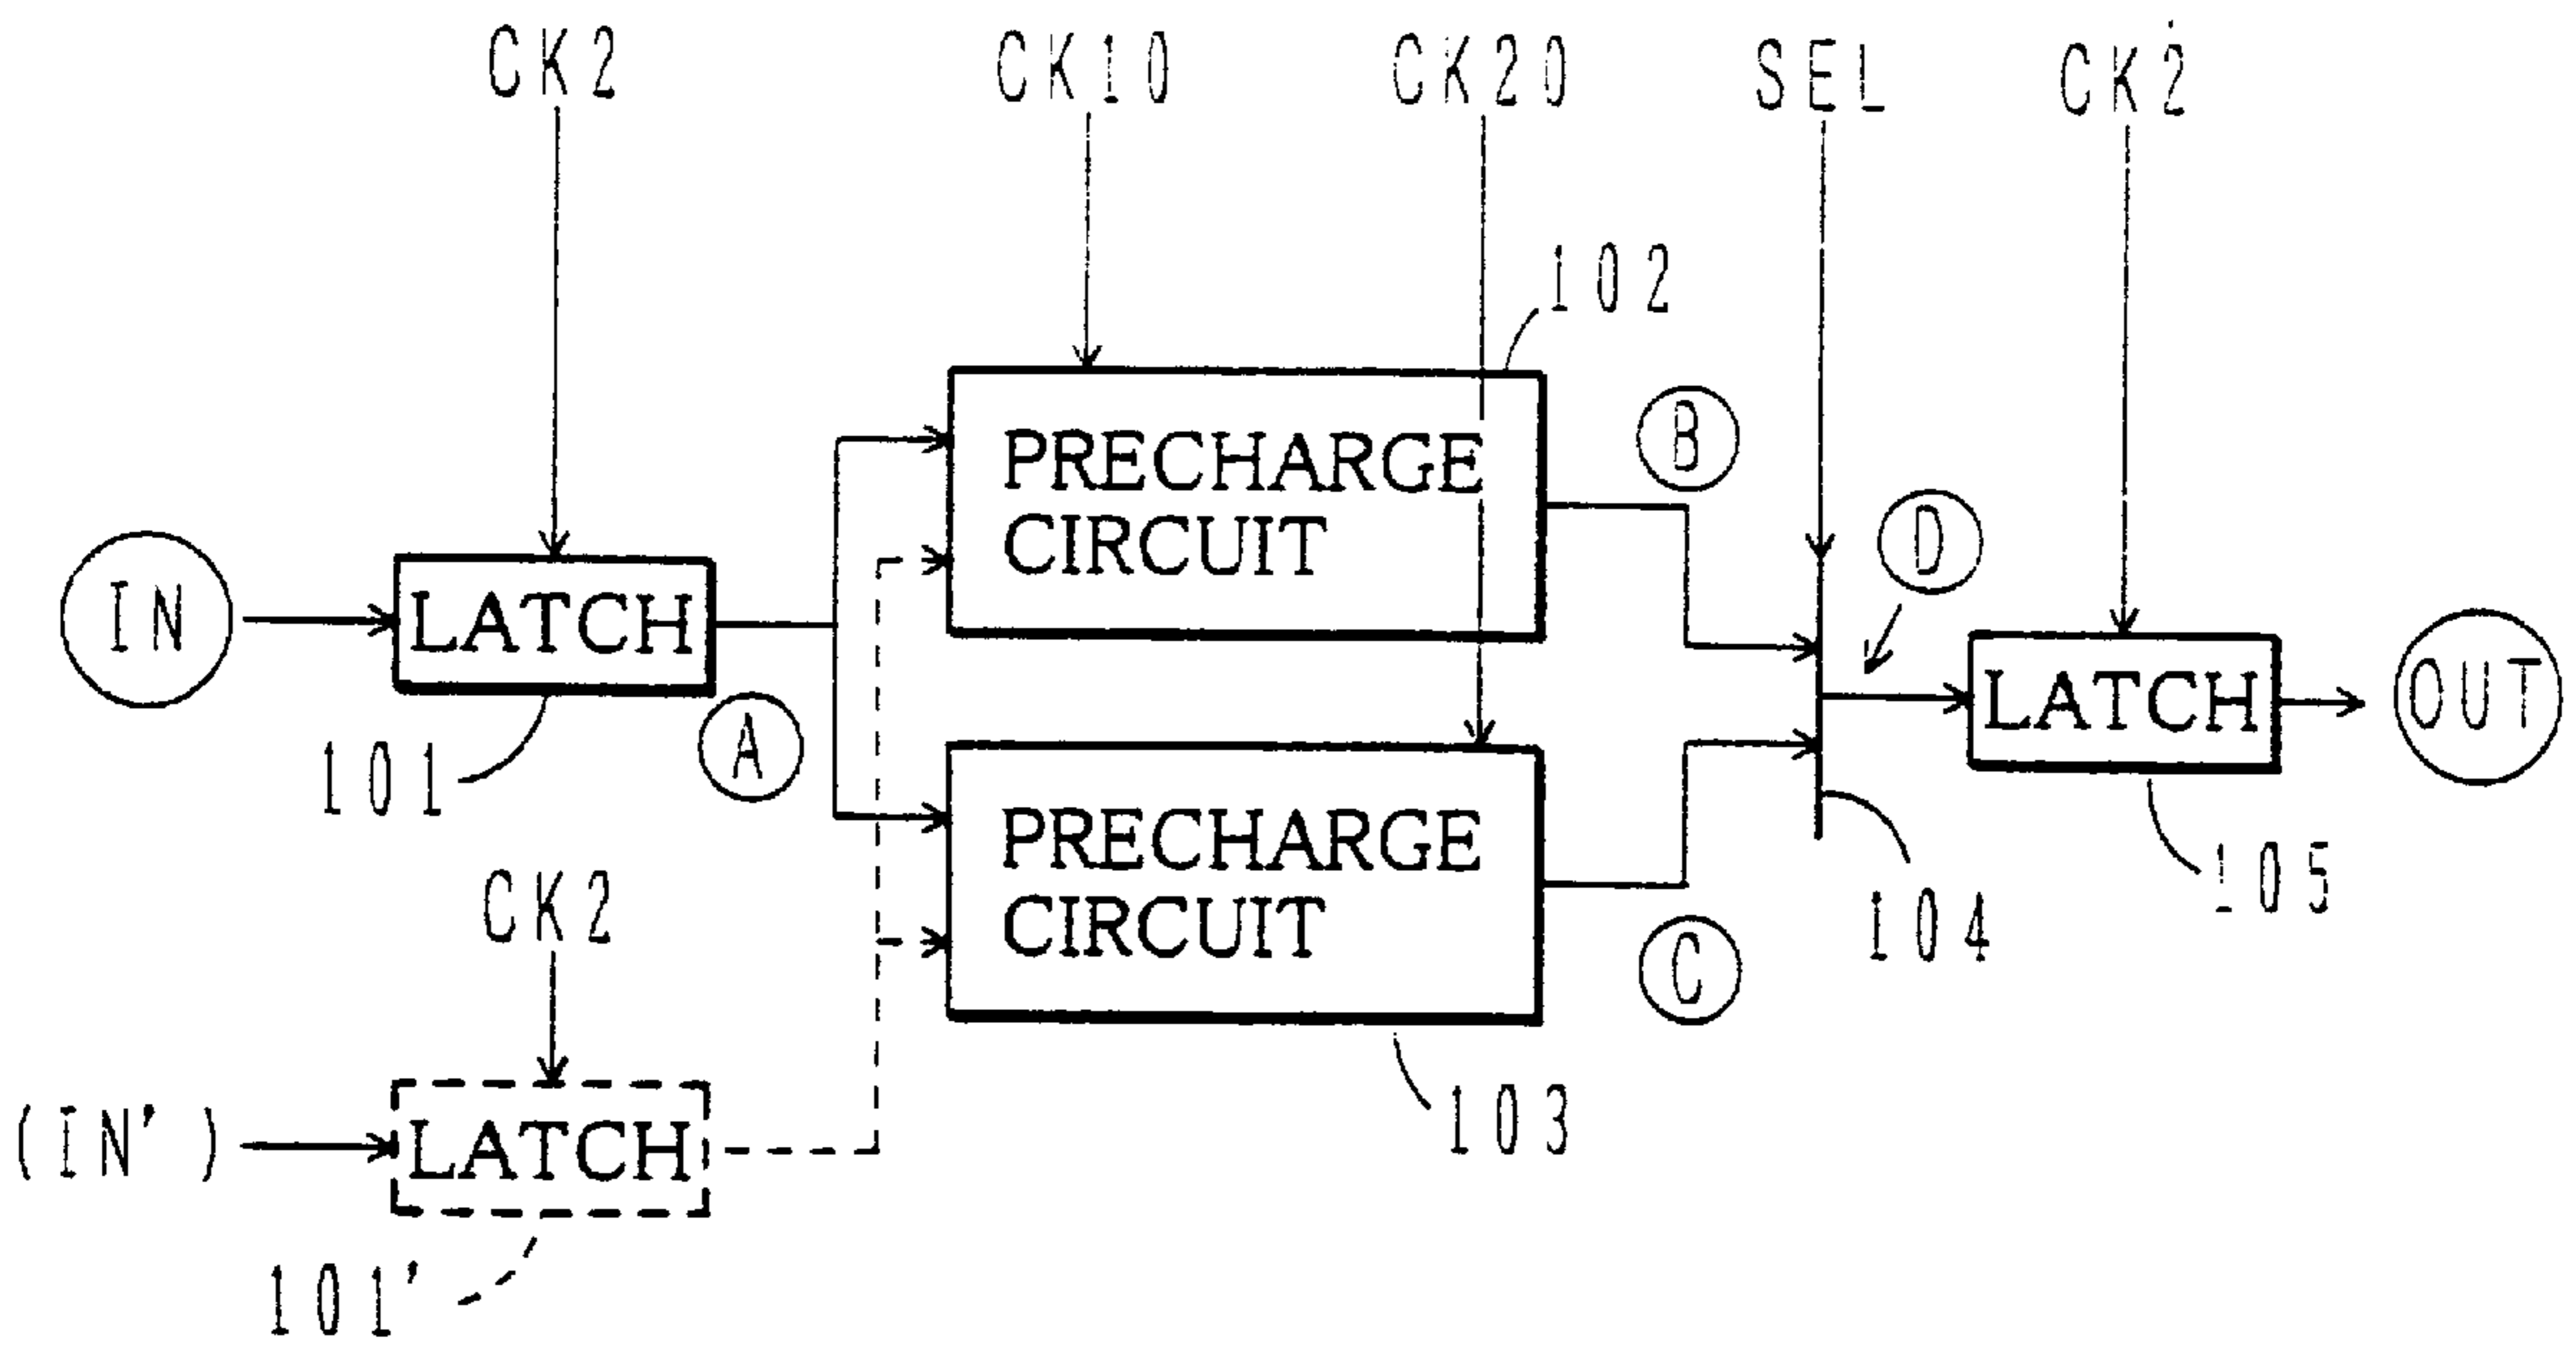 CK2 CK10 CK20 SEL CK2
102
PRECHARGE
CIRCUIT
B
D
IN
LATCH
101
A
LATCH
OUT
105
104
PRECHARGE
CIRCUIT
C
103
CK2
(IN')
LATCH
101'